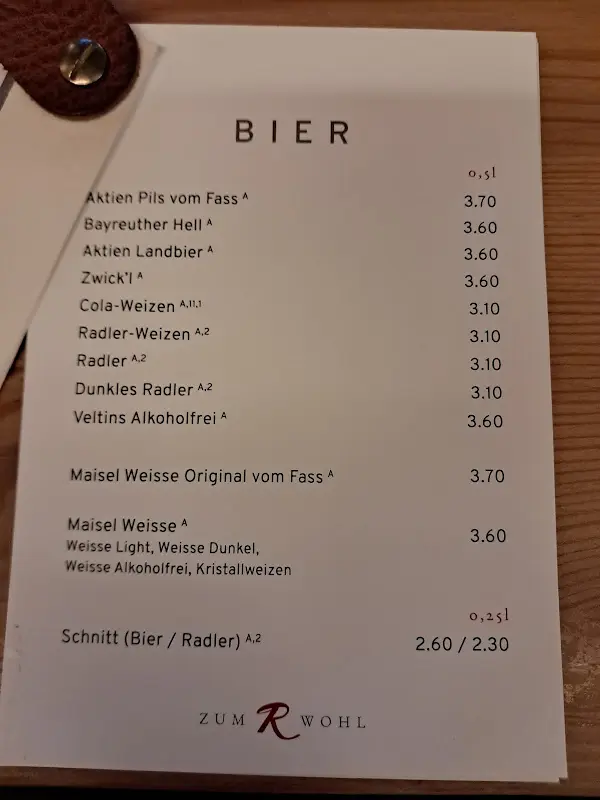 BIER
0,5l
Aktien Pils vom Fass A 3.70
Bayreuther Hell A 3.60
Aktien Landbier A 3.60
Zwick'l A 3.60
Cola-Weizen A,11,1 3.10
Radler-Weizen A,2 3.10
Radler A,2 3.10
Dunkles Radler A,2 3.10
Veltins Alkoholfrei A 3.60
Maisel Weisse Original vom Fass A 3.70
Maisel Weisse A 3.60
Weisse Light, Weisse Dunkel,
Weisse Alkoholfrei, Kristallweizen
0,25l
Schnitt (Bier / Radler) A,2 2.60 / 2.30
ZUM R WOHL